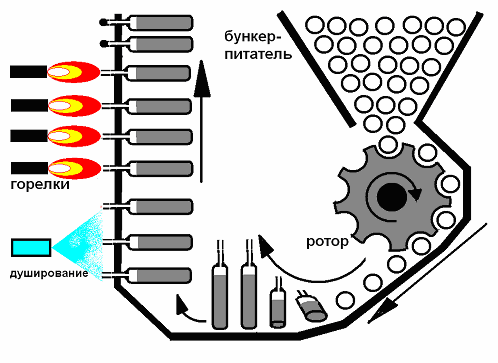 бункер-
питатель
горелки
ротор
душирование